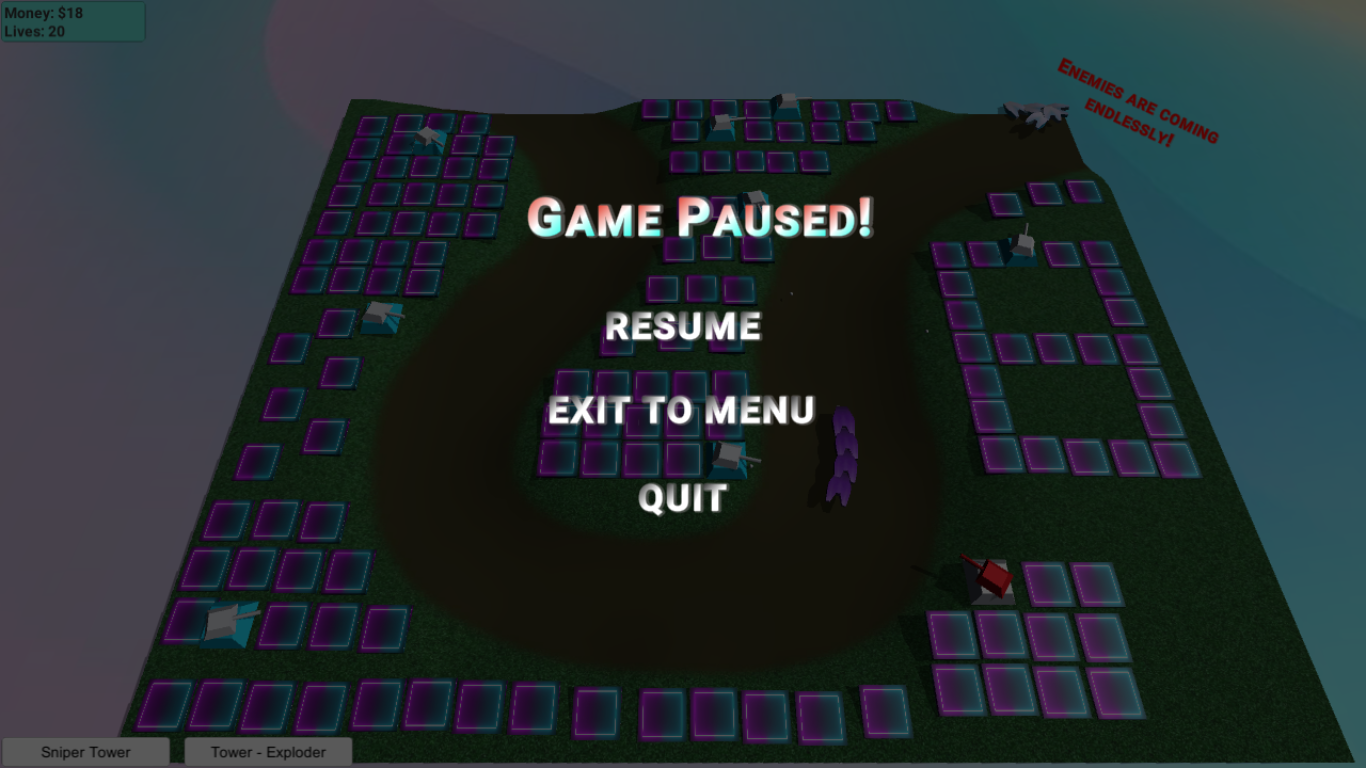 Money: $18
Lives: 20
ENEMIES ARE COMING
ENDLESSLY!
GAME PAUSED!
RESUME
EXIT TO MENU
QUIT
Sniper Tower
Tower - Exploder